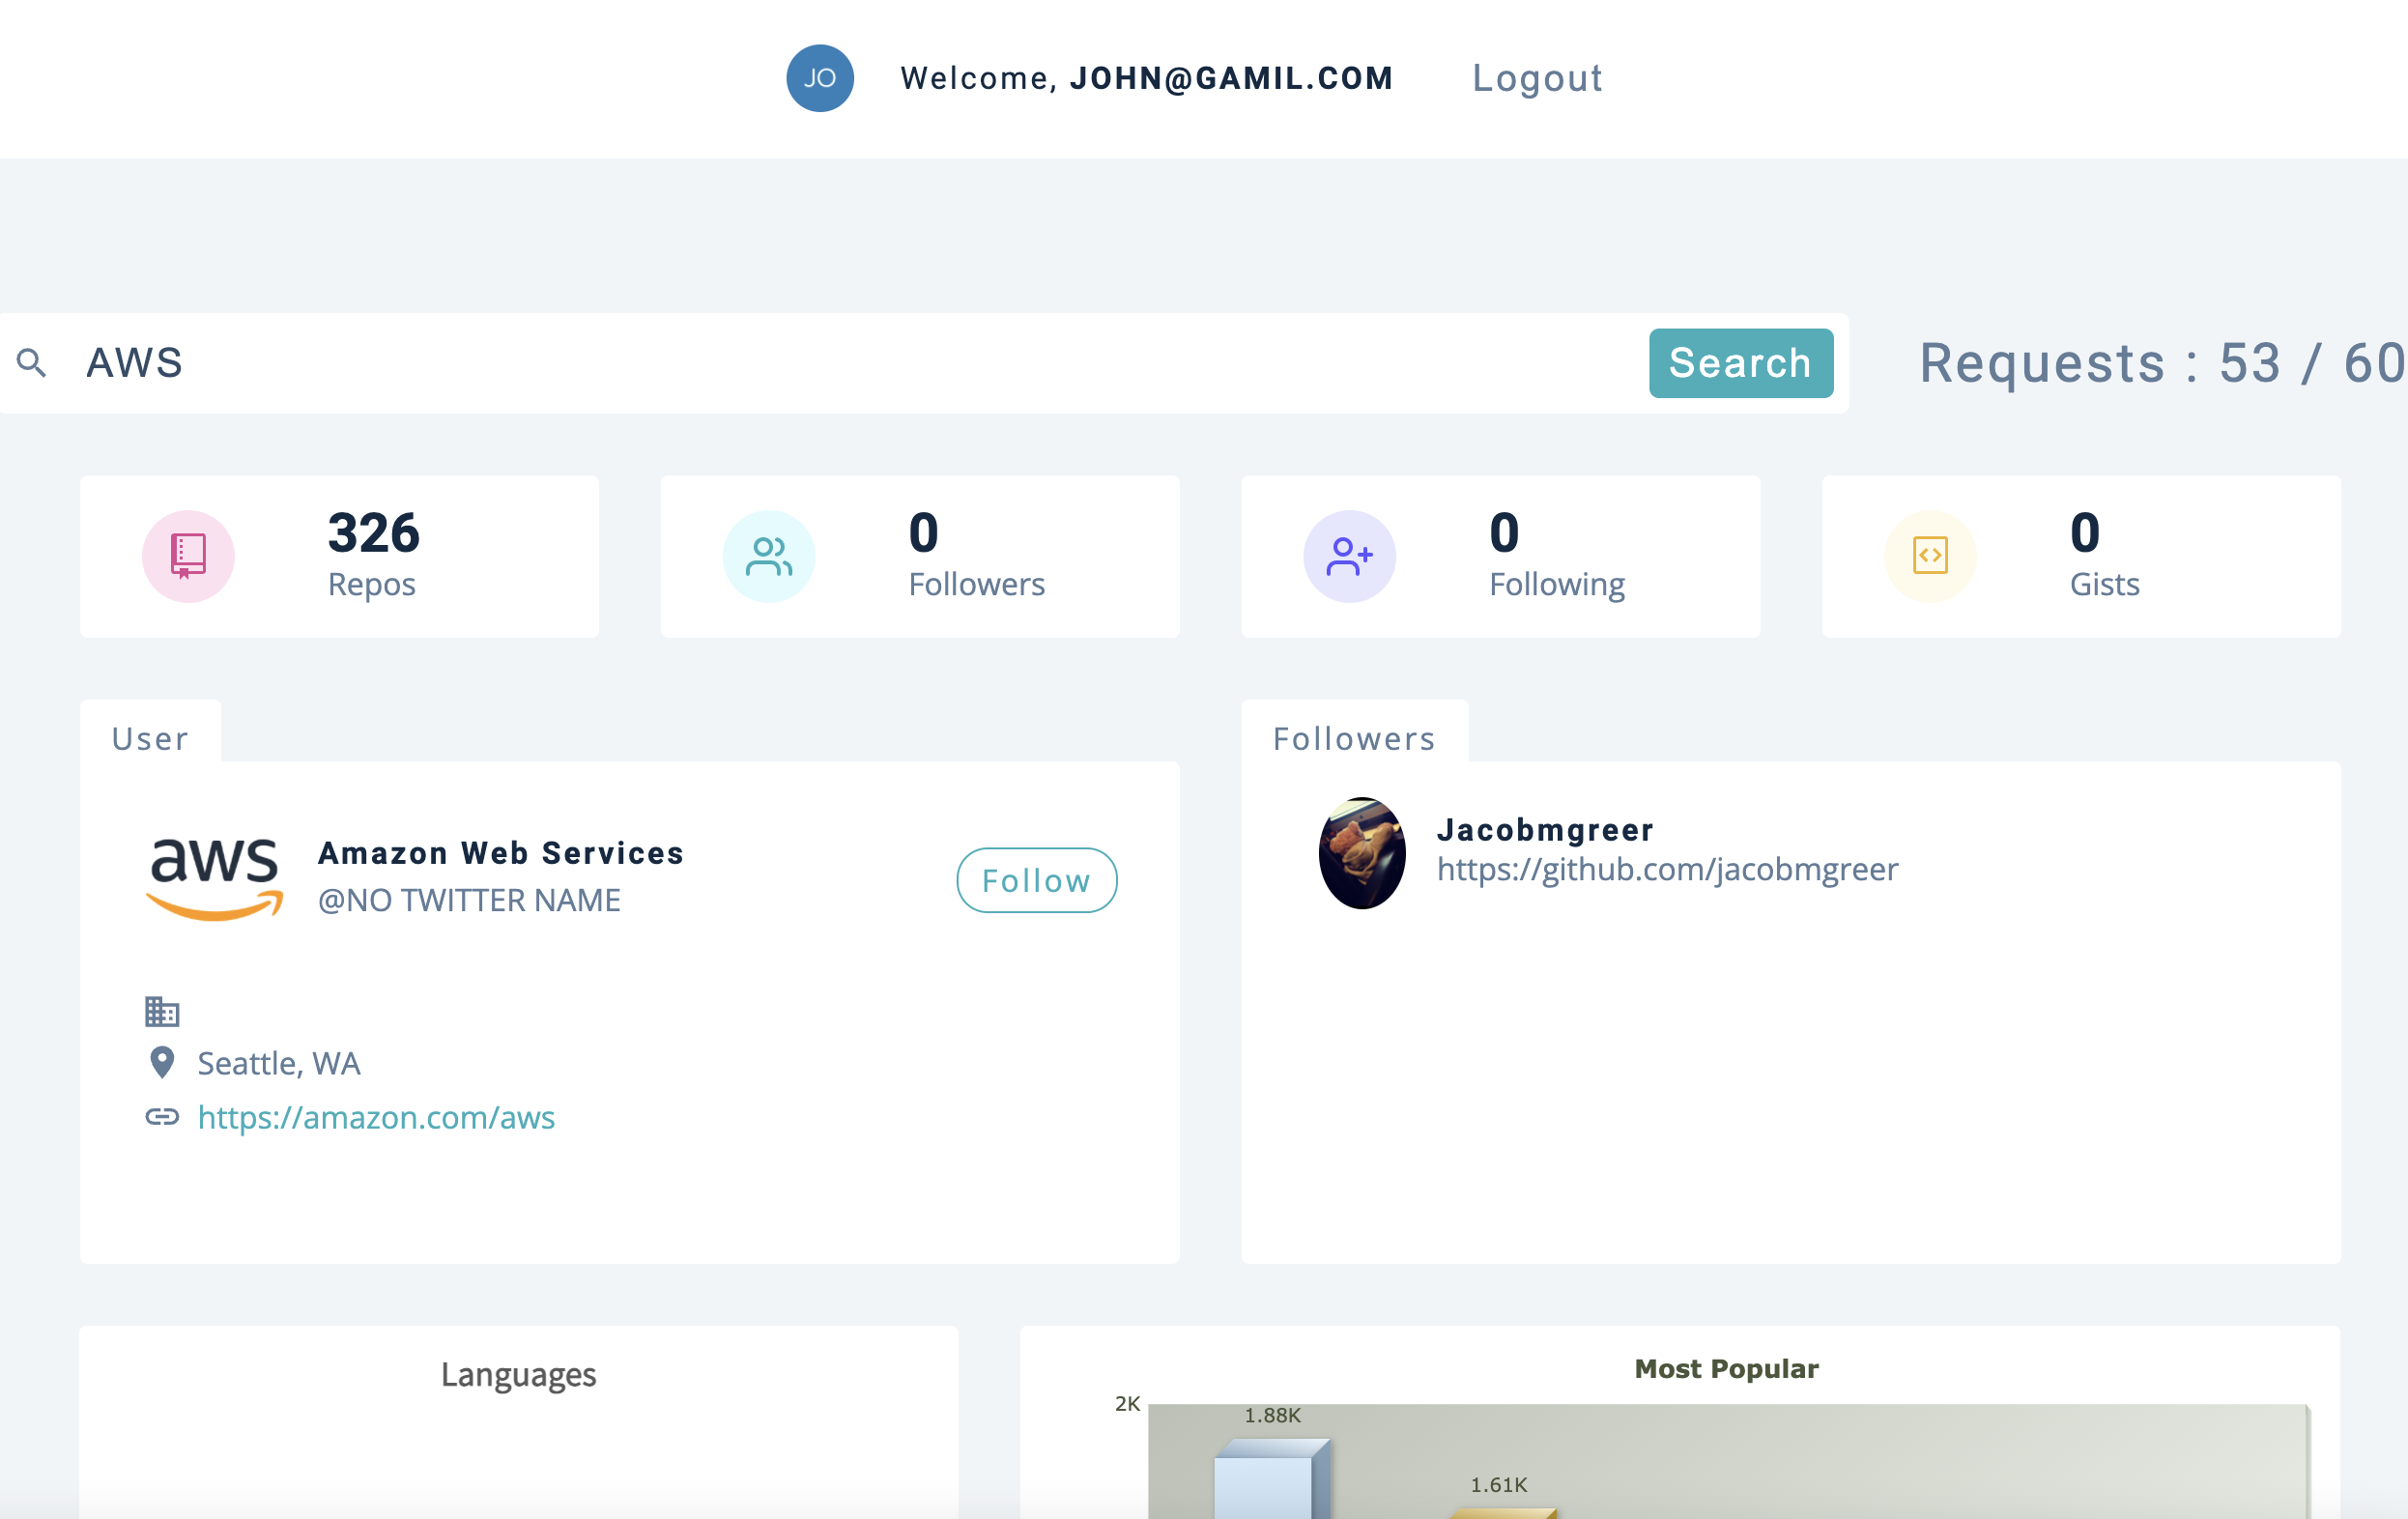 JO
Welcome, JOHN@GAMIL.COM
Logout
AWS
Search
Requests : 53 / 60
326
Repos
0
Followers
0
Following
0
Gists
User
aws
Amazon Web Services
@NO TWITTER NAME
Follow
Seattle, WA
https://amazon.com/aws
Followers
Jacobmgreer
https://github.com/jacobmgreer
Languages
Most Popular
2K
1.88K
1.61K